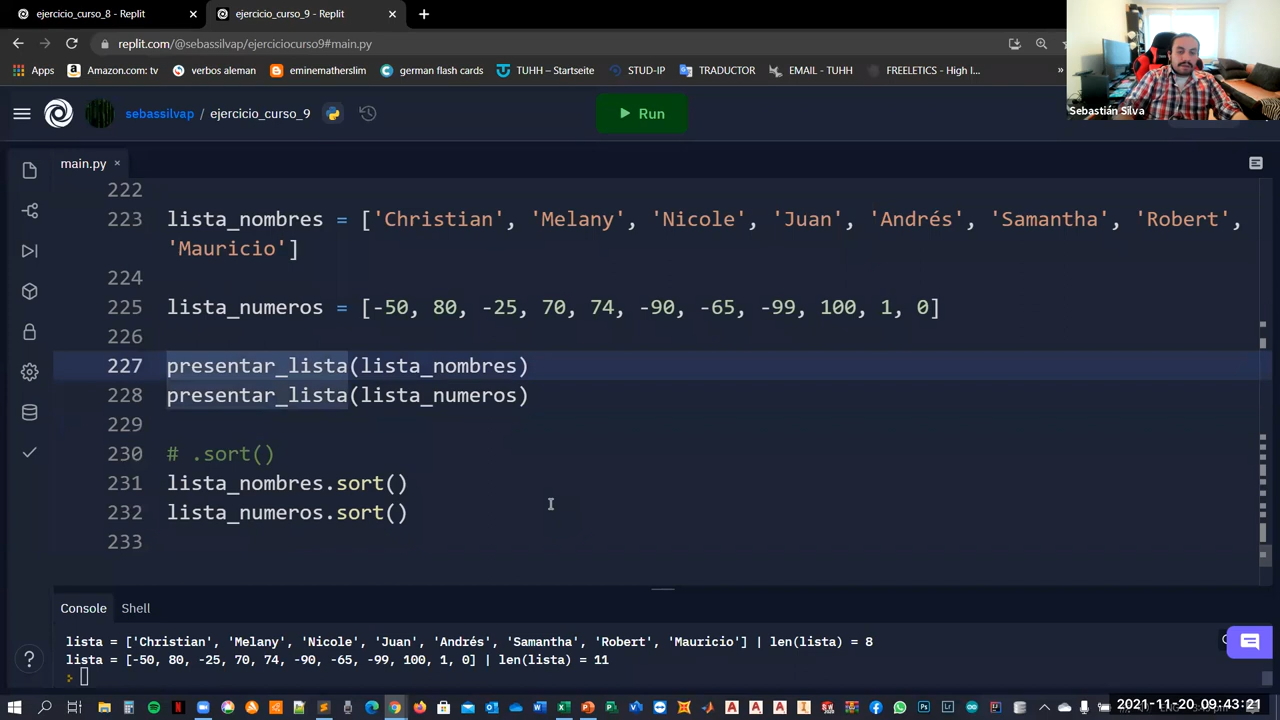 ejercicio_curso_8 - Replit
ejercicio_curso_9 - Replit
replit.com/@sebassilvap/ejerciciocurso9#main.py
Apps
Amazon.com: tv
verbos aleman
eminematherslim
germa
TUHH – Startseite
STUD-IP
TRADUCTOR
EMAIL - TUHH
FREELETICS - High I...
»
Sebastián Silva
sebassilvap / ejercicio_curso_9
Run
main.py
222
223 lista_nombres = ['Christian', 'Melany', 'Nicole', 'Juan', 'Andrés', 'Samantha', 'Robert',
'Mauricio']
224
225 lista_numeros = [-50, 80, -25, 70, 74, -90, -65, -99, 100, 1, 0]
226
227 presentar_lista(lista_nombres)
228 presentar_lista(lista_numeros)
229
230 # .sort()
231 lista_nombres.sort()
232 lista_numeros.sort()
233
Console
Shell
lista = ['Christian', 'Melany', 'Nicole', 'Juan', 'Andrés', 'Samantha', 'Robert', 'Mauricio'] | len(lista) = 8
lista = [-50, 80, -25, 70, 74, -90, -65, -99, 100, 1, 0] | len(lista) = 11
2021-11-20 09:43:21